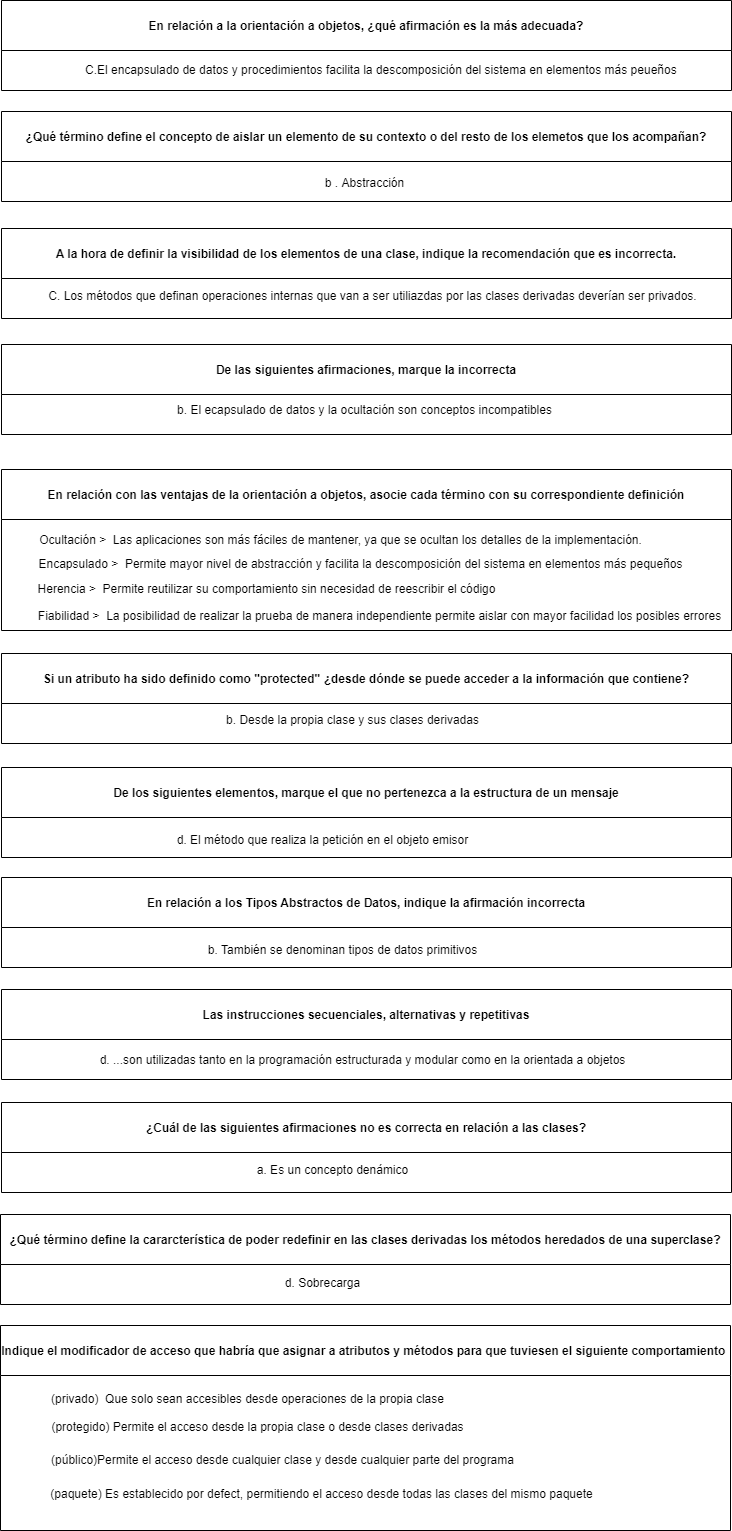 En relación a la orientación a objetos, ¿qué afirmación es la más adecuada?
C.El encapsulado de datos y procedimientos facilita la descomposición del sistema en elementos más peueños
¿Qué término define el concepto de aislar un elemento de su contexto o del resto de los elemetos que los acompañan?
b . Abstracción
A la hora de definir la visibilidad de los elementos de una clase, indique la recomendación que es incorrecta.
C. Los métodos que definan operaciones internas que van a ser utiliazdas por las clases derivadas deverían ser privados.
De las siguientes afirmaciones, marque la incorrecta
b. El ecapsulado de datos y la ocultación son conceptos incompatibles
En relación con las ventajas de la orientación a objetos, asocie cada término con su correspondiente definición
Ocultación > Las aplicaciones son más fáciles de mantener, ya que se ocultan los detalles de la implementación.
Encapsulado > Permite mayor nivel de abstracción y facilita la descomposición del sistema en elementos más pequeños
Herencia > Permite reutilizar su comportamiento sin necesidad de reescribir el código
Fiabilidad > La posibilidad de realizar la prueba de manera independiente permite aislar con mayor facilidad los posibles errores
Si un atributo ha sido definido como "protected" ¿desde dónde se puede acceder a la información que contiene?
b. Desde la propia clase y sus clases derivadas
De los siguientes elementos, marque el que no pertenezca a la estructura de un mensaje
d. El método que realiza la petición en el objeto emisor
En relación a los Tipos Abstractos de Datos, indique la afirmación incorrecta
b. También se denominan tipos de datos primitivos
Las instrucciones secuenciales, alternativas y repetitivas
d. ...son utilizadas tanto en la programación estructurada y modular como en la orientada a objetos
¿Cuál de las siguientes afirmaciones no es correcta en relación a las clases?
a. Es un concepto denámico
¿Qué término define la cararcterística de poder redefinir en las clases derivadas los métodos heredados de una superclase?
d. Sobrecarga
Indique el modificador de acceso que habría que asignar a atributos y métodos para que tuviesen el siguiente comportamiento
(privado) Que solo sean accesibles desde operaciones de la propia clase
(protegido) Permite el acceso desde la propia clase o desde clases derivadas
(público)Permite el acceso desde cualquier clase y desde cualquier parte del programa
(paquete) Es establecido por defect, permitiendo el acceso desde todas las clases del mismo paquete